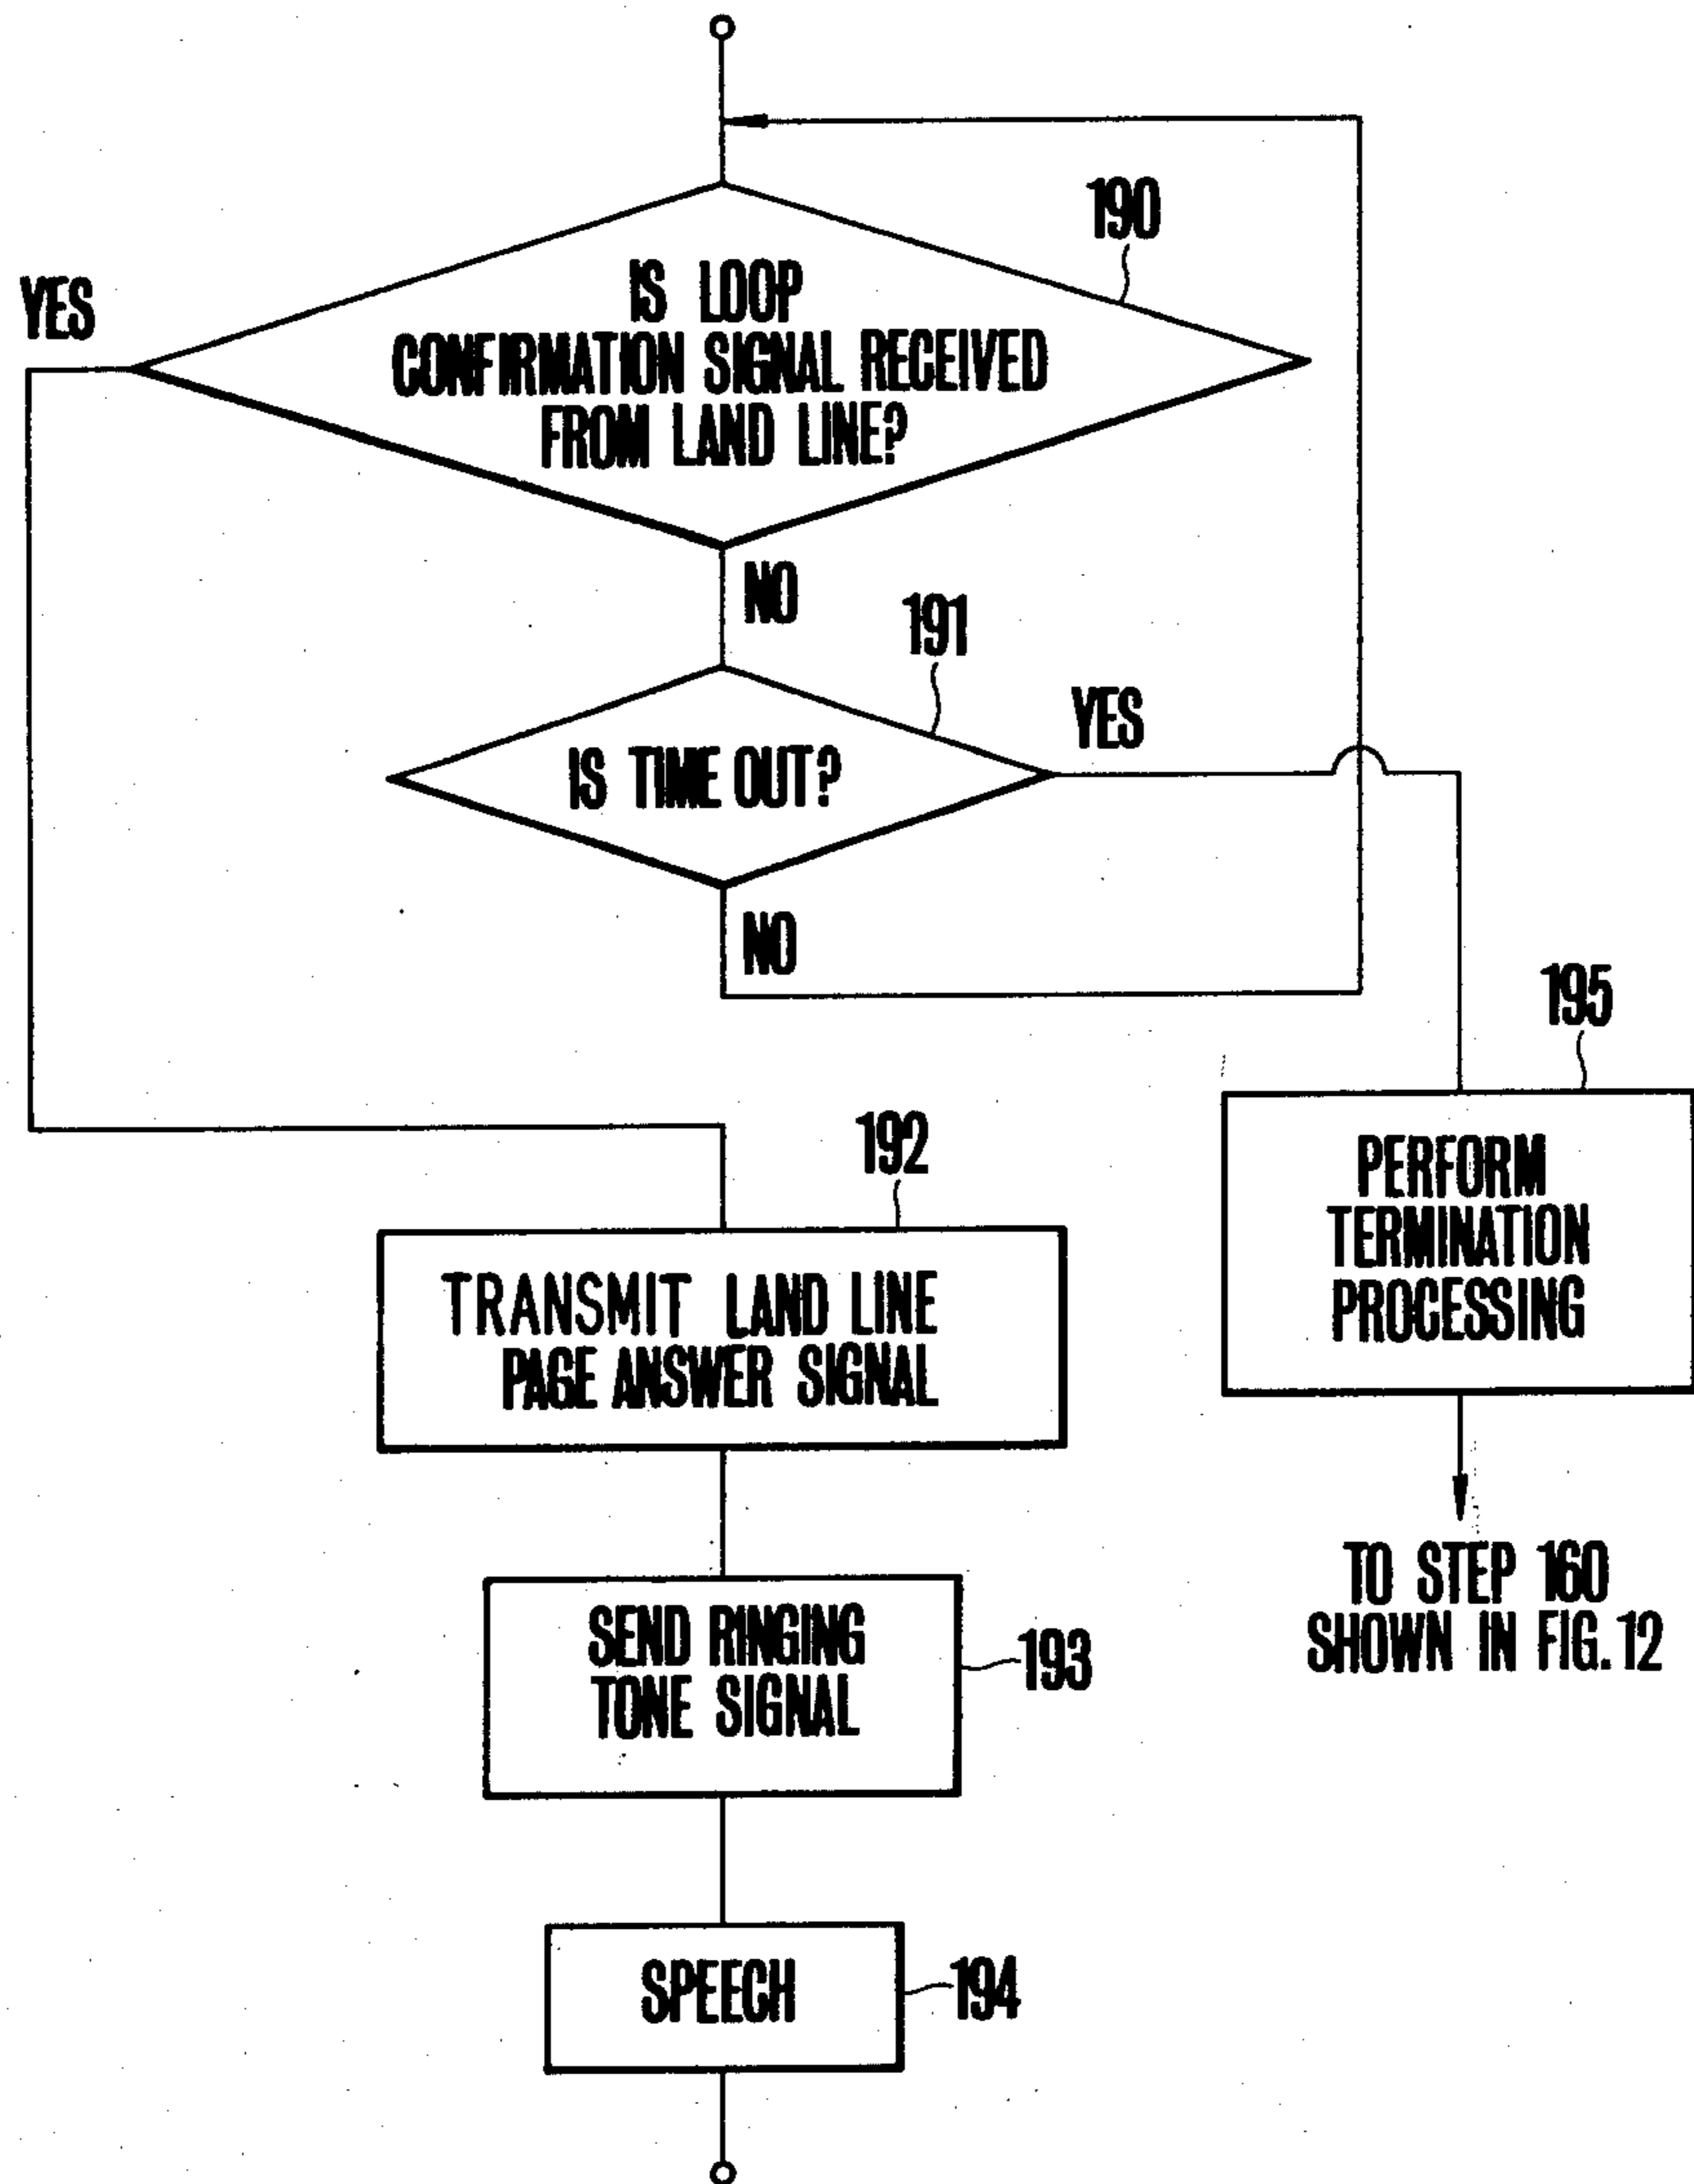 190
YES
IS LOOP
CONFIRMATION SIGNAL RECEIVED
FROM LAND LINE?
NO
191
YES
IS TIME OUT?
NO
195
192
PERFORM
TERMINATION
PROCESSING
TRANSMIT LAND LINE
PAGE ANSWER SIGNAL
TO STEP 160
SHOWN IN FIG. 12
SEND RINGING
TONE SIGNAL
193
SPEECH
194